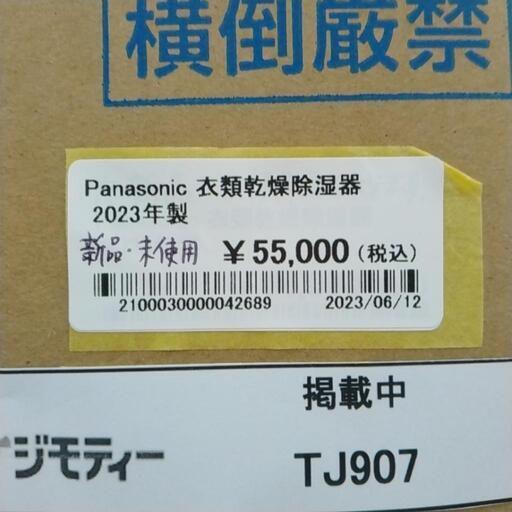 横倒厳禁
Panasonic 衣類乾燥除湿器
2023年製
新品・未使用 ¥55,000(税込)
2100030000042689 2023/06/12
掲載中
ジモティー TJ907